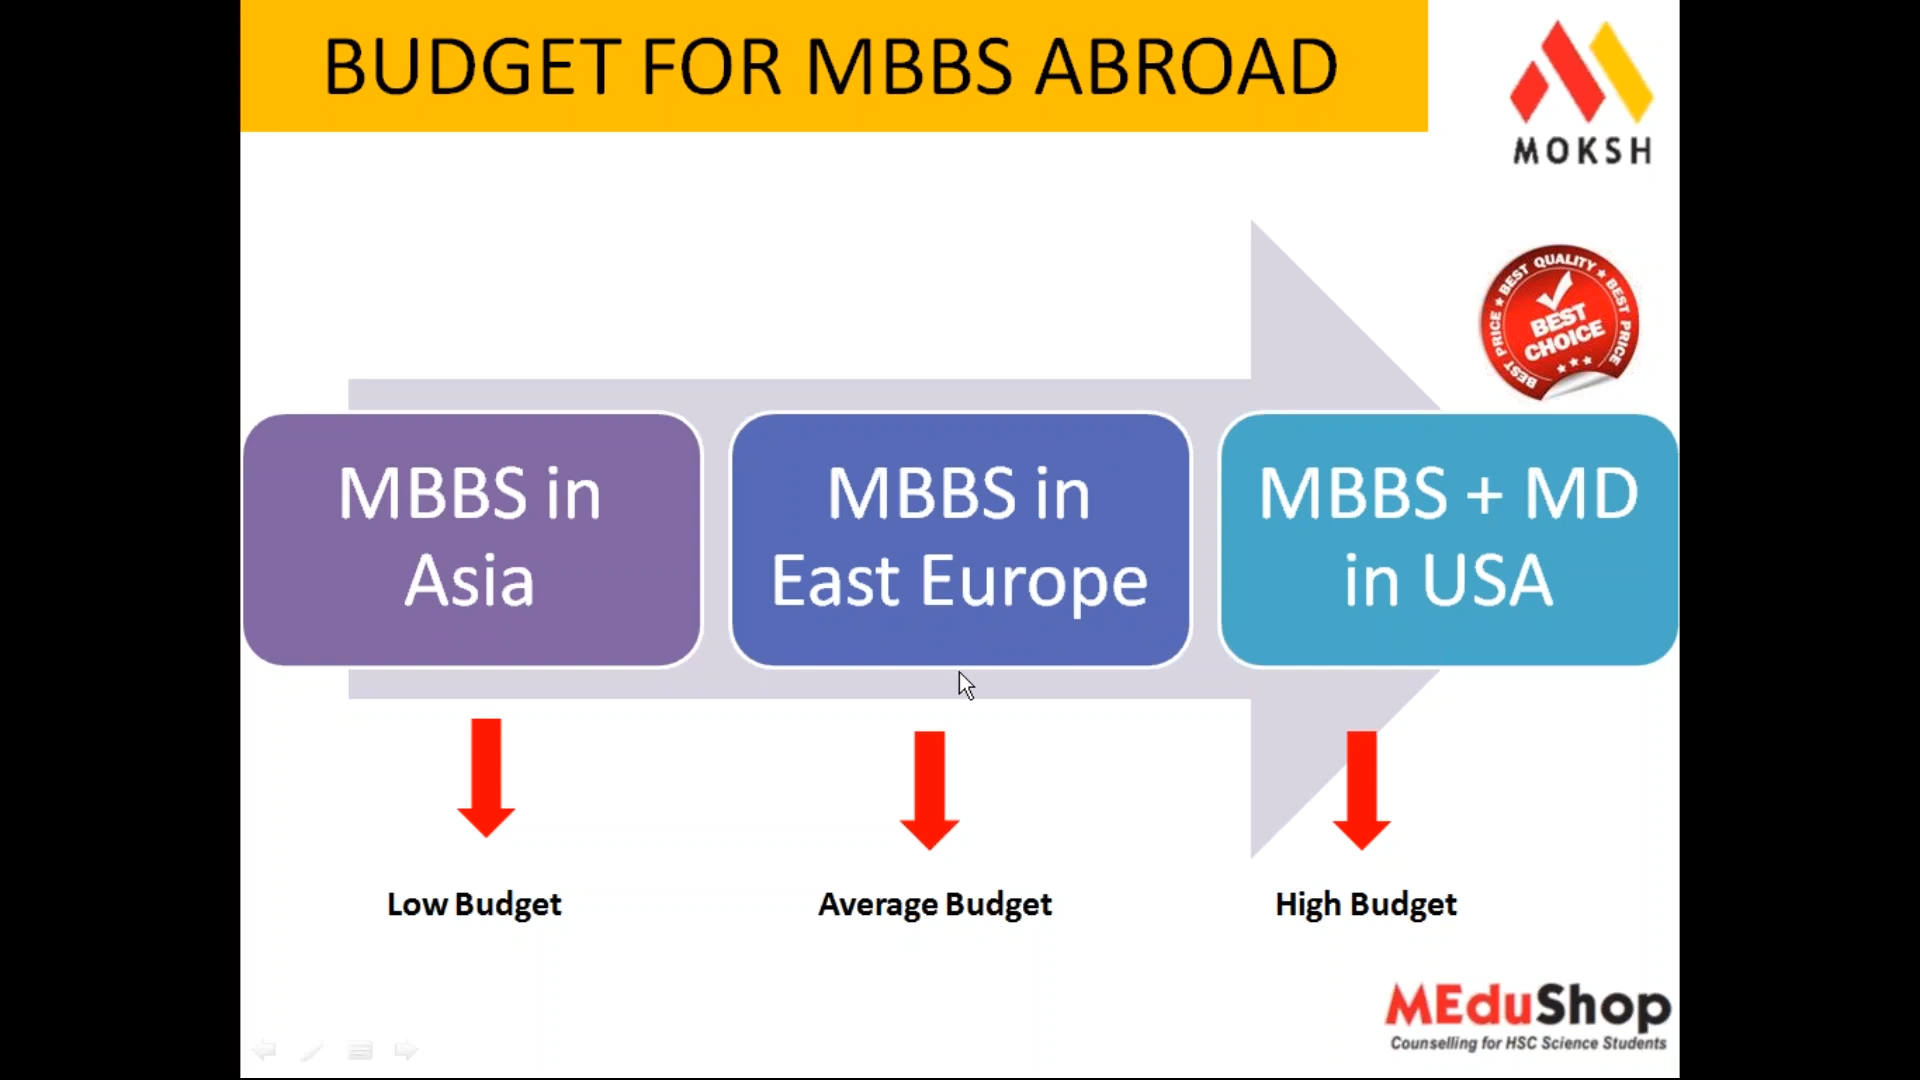 BUDGET FOR MBBS ABROAD
MOKSH
BEST QUALITY ★ BEST PRICE
BEST PRICE ★
BEST
CHOICE
MBBS in
Asia
MBBS in
East Europe
MBBS + MD
in USA
Low Budget
Average Budget
High Budget
MEduShop
Counselling for HSC Science Students